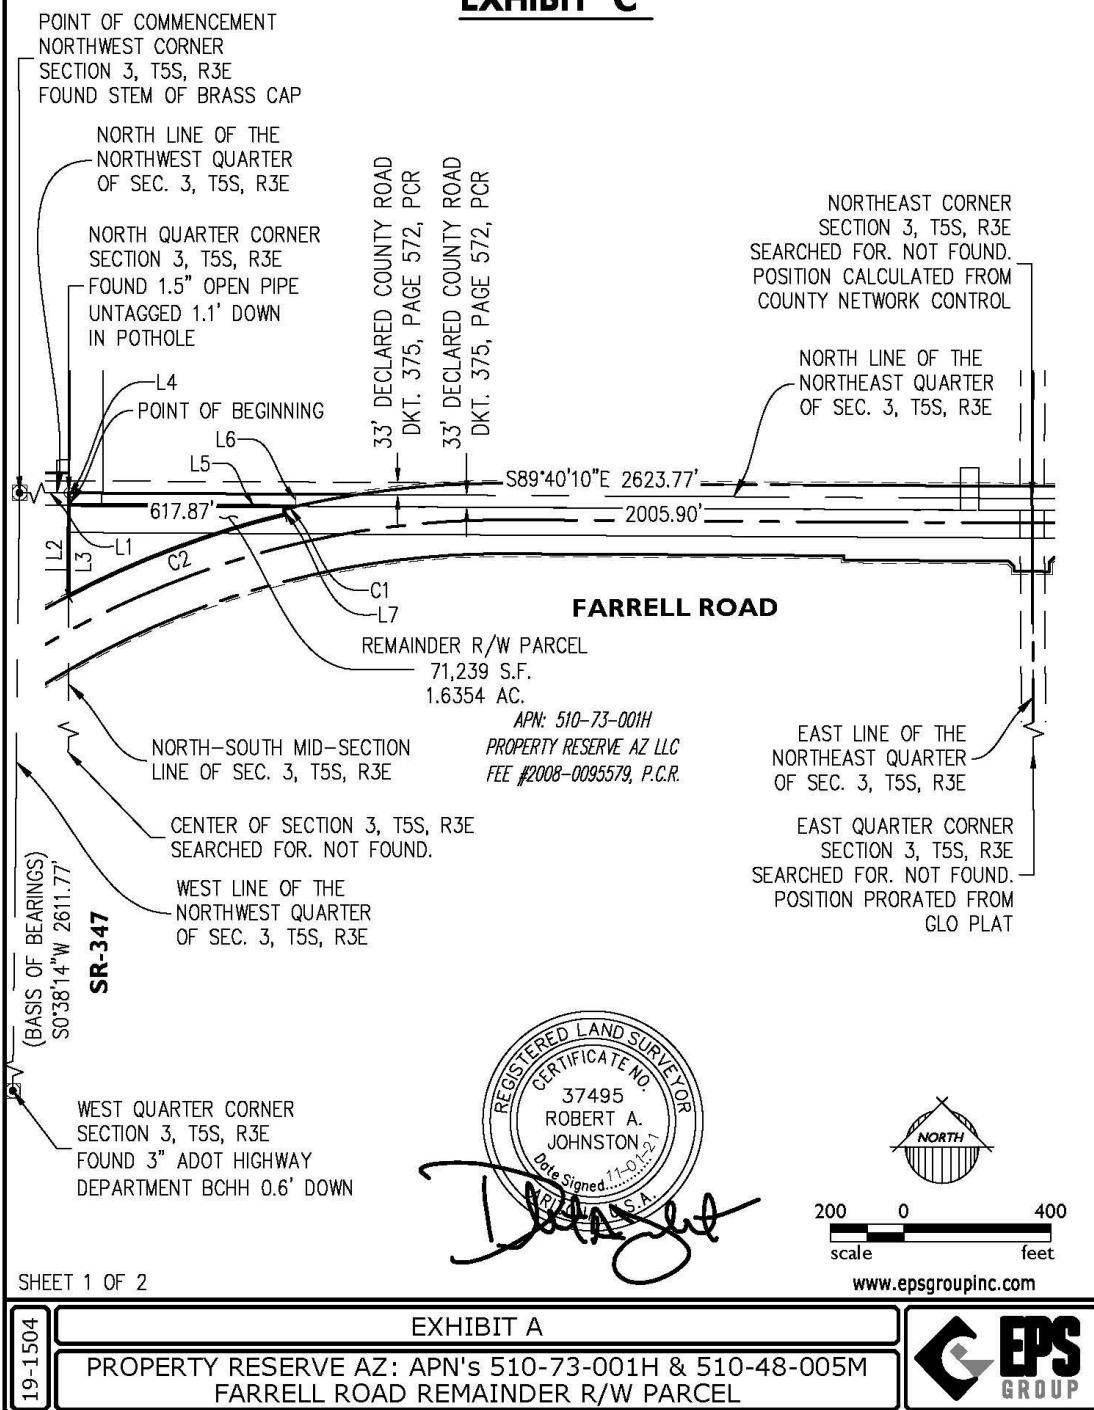 EXHIBIT "C"
POINT OF COMMENCEMENT
NORTHWEST CORNER
SECTION 3, T5S, R3E
FOUND STEM OF BRASS CAP
NORTH LINE OF THE
NORTHWEST QUARTER
OF SEC. 3, T5S, R3E
NORTH QUARTER CORNER
SECTION 3, T5S, R3E
FOUND 1.5" OPEN PIPE
UNTAGGED 1.1' DOWN
IN POTHOLE
33' DECLARED COUNTY ROAD
DKT. 375, PAGE 572, PCR
33' DECLARED COUNTY ROAD
DKT. 375, PAGE 572, PCR
NORTHEAST CORNER
SECTION 3, T5S, R3E
SEARCHED FOR. NOT FOUND.
POSITION CALCULATED FROM
COUNTY NETWORK CONTROL
NORTH LINE OF THE
NORTHEAST QUARTER
OF SEC. 3, T5S, R3E
L4
POINT OF BEGINNING
L6
L5
S89°40'10"E 2623.77'
617.87'
2005.90'
L1
L2
L3
C2
C1
L7
FARRELL ROAD
REMAINDER R/W PARCEL
71,239 S.F.
1.6354 AC.
APN: 510-73-001H
PROPERTY RESERVE AZ LLC
FEE #2008-0095579, P.C.R.
NORTH-SOUTH MID-SECTION
LINE OF SEC. 3, T5S, R3E
EAST LINE OF THE
NORTHEAST QUARTER
OF SEC. 3, T5S, R3E
CENTER OF SECTION 3, T5S, R3E
SEARCHED FOR. NOT FOUND.
EAST QUARTER CORNER
SECTION 3, T5S, R3E
SEARCHED FOR. NOT FOUND.
POSITION PRORATED FROM
GLO PLAT
WEST LINE OF THE
NORTHWEST QUARTER
OF SEC. 3, T5S, R3E
(BASIS OF BEARINGS)
S0°38'14"W 2611.77'
SR-347
WEST QUARTER CORNER
SECTION 3, T5S, R3E
FOUND 3" ADOT HIGHWAY
DEPARTMENT BCHH 0.6' DOWN
REGISTERED LAND SURVEYOR
CERTIFICATE NO.
37495
ROBERT A.
JOHNSTON
Date Signed 11-01-21
ARIZONA U.S.A.
NORTH
200 0 400
scale feet
www.epsgroupinc.com
SHEET 1 OF 2
19-1504
EXHIBIT A
PROPERTY RESERVE AZ: APN's 510-73-001H & 510-48-005M
FARRELL ROAD REMAINDER R/W PARCEL
EPS
GROUP